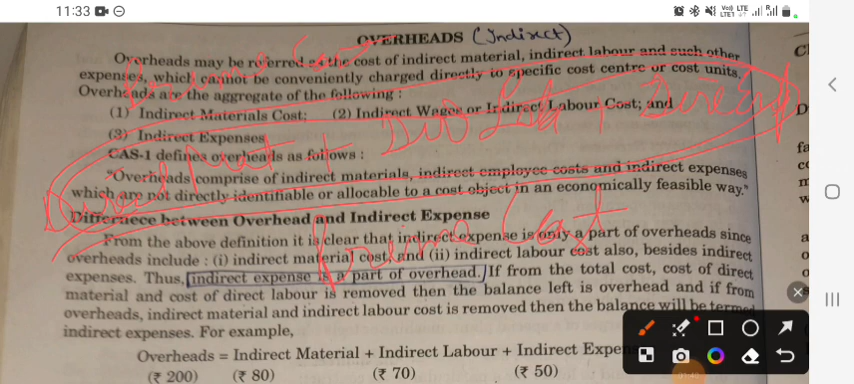 11:33
Vo)) LTE
LTE1
OVERHEADS (Indirect)
Overheads may be referred as the cost of indirect material, indirect labour and such other
expenses, which cannot be conveniently charged directly to specific cost centre or cost units.
Overheads are the aggregate of the following :
(1) Indirect Materials Cost; (2) Indirect Wages or Indirect Labour Cost; and
(3) Indirect Expenses
CAS-1 defines overheads as follows :
"Overheads comprise of indirect materials, indirect employee costs and indirect expenses
which are not directly identifiable or allocable to a cost object in an economically feasible way."
Difference between Overhead and Indirect Expense
From the above definition it is clear that indirect expense is only a part of overheads since
overheads include : (i) indirect material cost, and (ii) indirect labour cost also, besides indirect
expenses. Thus, indirect expense is a part of overhead. If from the total cost, cost of direct
material and cost of direct labour is removed then the balance left is overhead and if from
overheads, indirect material and indirect labour cost is removed then the balance will be termed
indirect expenses. For example,
Overheads = Indirect Material + Indirect Labour + Indirect Expen
(₹ 200) (₹ 80) (₹ 70) (₹ 50)
Prime Cost
Prime Cost
01:40